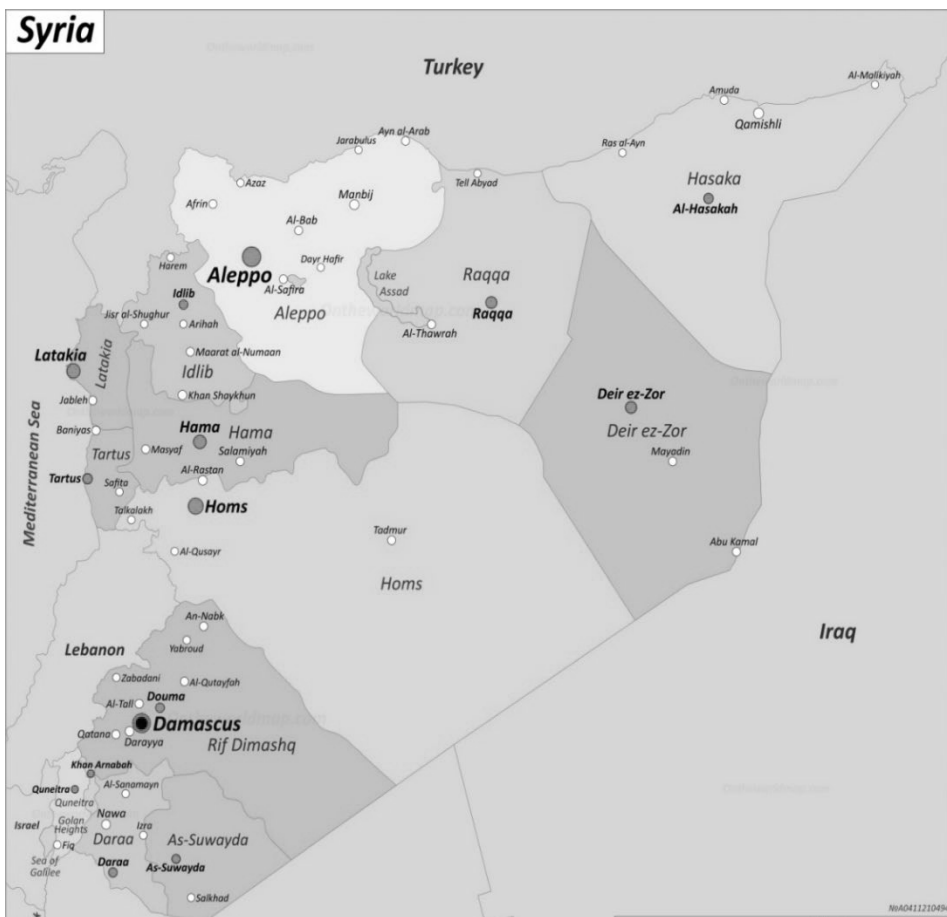 Syria
Turkey
Al-Malikiyah
Amuda
Qamishli
Ayn al-Arab
Jarabulus
Ras al-Ayn
Tell Abyad
Hasaka
Al-Hasakah
Azaz
Afrin
Manbij
Al-Bab
Harem
Aleppo
Dayr Hafir
Al-Safira
Lake
Assad
Raqqa
Raqqa
Idlib
Aleppo
Jisr al-Shughur
Arihah
Al-Thawrah
Latakia
Latakia
Maarat al-Numaan
Idlib
Jableh
Khan Shaykhun
Deir ez-Zor
Deir ez-Zor
Baniyas
Hama
Hama
Mediterranean Sea
Tartus
Masyaf
Salamiyah
Mayadin
Tartus
Safita
Al-Rastan
Homs
Talkalakh
Tadmur
Al-Qusayr
Abu Kamal
Homs
An-Nabk
Iraq
Lebanon
Yabroud
Zabadani
Al-Qutayfah
Al-Tall
Douma
Damascus
Qatana
Darayya
Rif Dimashq
Khan Arnabah
Quneitra
Al-Sanamayn
Quneitra
Golan
Heights
Israel
Nawa
Izra
Daraa
As-Suwayda
Fiq
Sea of
Galilee
Daraa
As-Suwayda
Salkhad